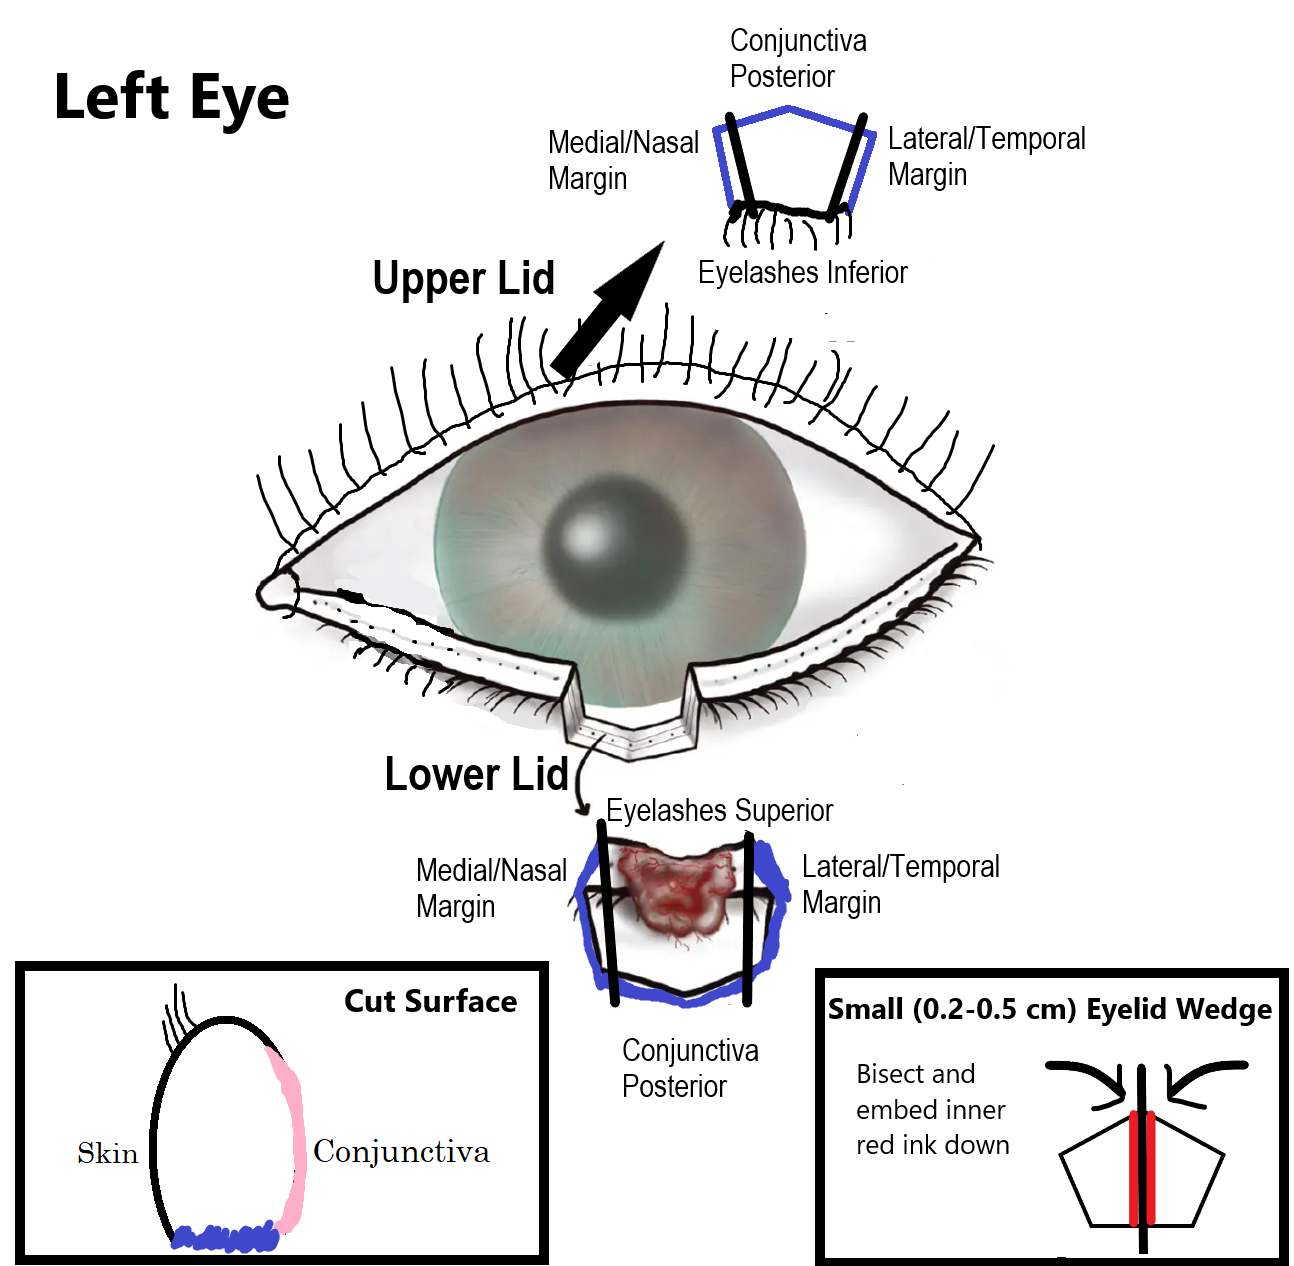 Left Eye
Conjunctiva
Posterior
Medial/Nasal
Margin
Lateral/Temporal
Margin
Eyelashes Inferior
Upper Lid
Lower Lid
Eyelashes Superior
Medial/Nasal
Margin
Lateral/Temporal
Margin
Conjunctiva
Posterior
Cut Surface
Skin
Conjunctiva
Small (0.2-0.5 cm) Eyelid Wedge
Bisect and
embed inner
red ink down